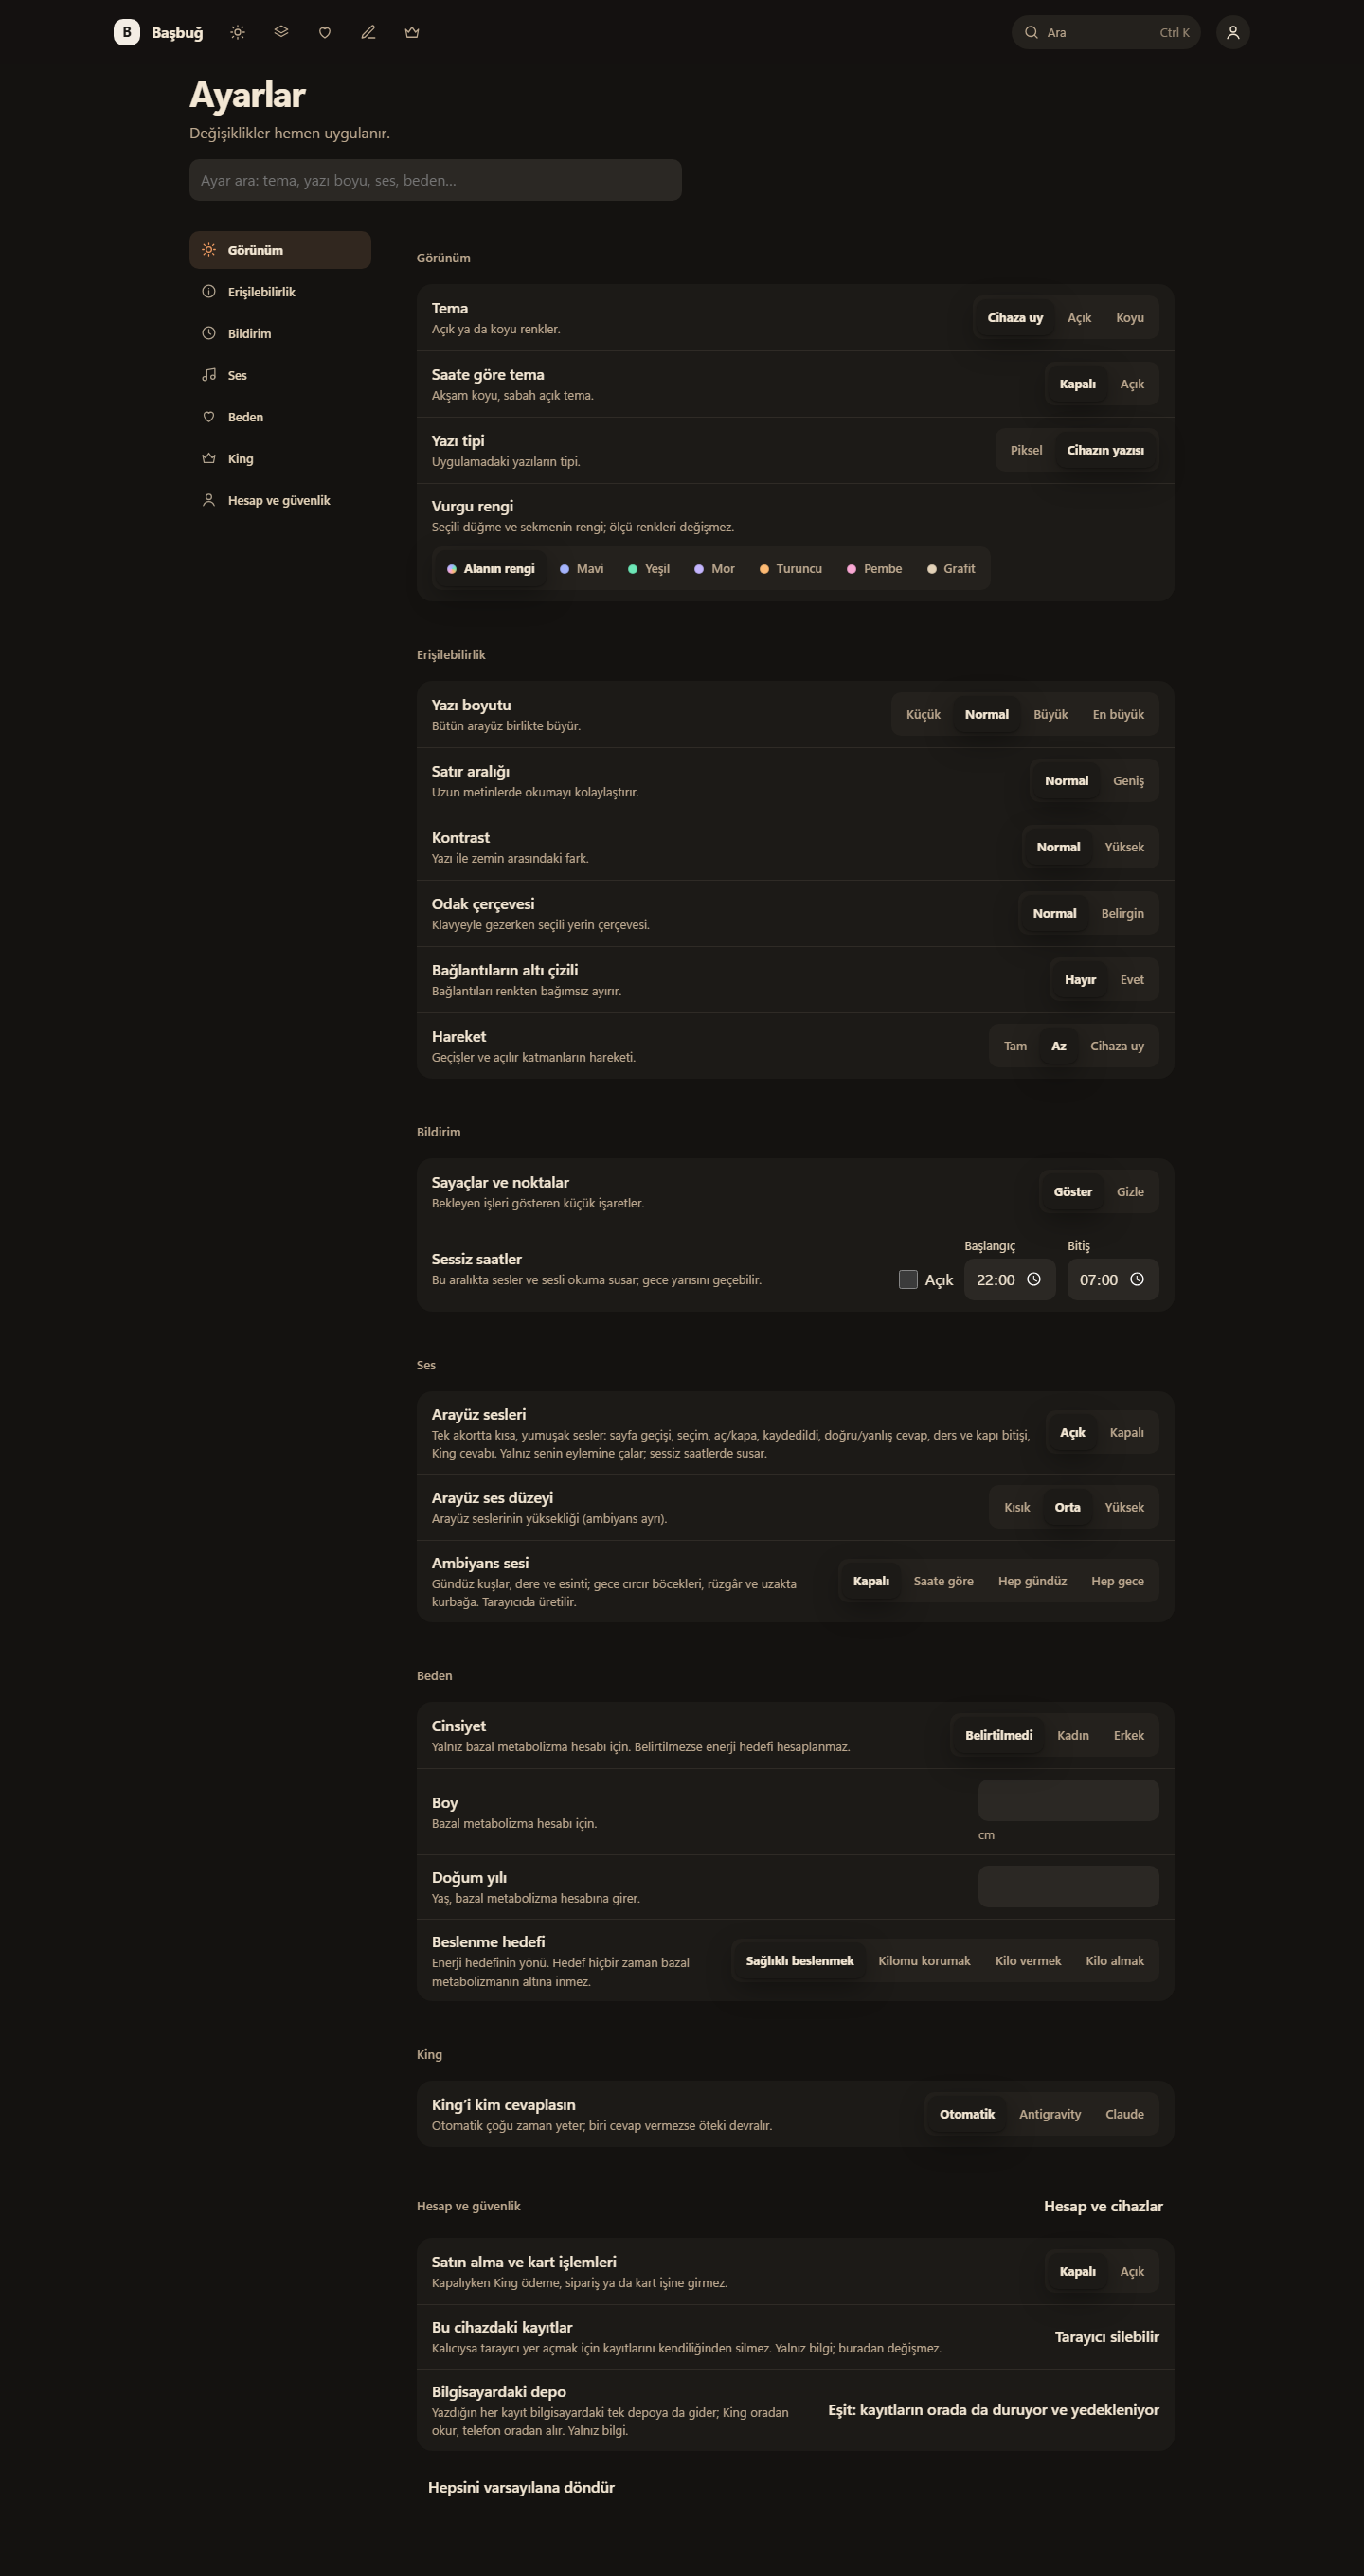 B Başbuğ
Ara Ctrl K
Ayarlar
Değişiklikler hemen uygulanır.
Ayar ara: tema, yazı boyu, ses, beden...
Görünüm
Erişilebilirlik
Bildirim
Ses
Beden
King
Hesap ve güvenlik
Görünüm
Tema
Açık ya da koyu renkler.
Cihaza uy Açık Koyu
Saate göre tema
Akşam koyu, sabah açık tema.
Kapalı Açık
Yazı tipi
Uygulamadaki yazıların tipi.
Piksel Cihazın yazısı
Vurgu rengi
Seçili düğme ve sekmenin rengi; ölçü renkleri değişmez.
Alanın rengi Mavi Yeşil Mor Turuncu Pembe Grafit
Erişilebilirlik
Yazı boyutu
Bütün arayüz birlikte büyür.
Küçük Normal Büyük En büyük
Satır aralığı
Uzun metinlerde okumayı kolaylaştırır.
Normal Geniş
Kontrast
Yazı ile zemin arasındaki fark.
Normal Yüksek
Odak çerçevesi
Klavyeyle gezerken seçili yerin çerçevesi.
Normal Belirgin
Bağlantıların altı çizili
Bağlantıları renkten bağımsız ayırır.
Hayır Evet
Hareket
Geçişler ve açılır katmanların hareketi.
Tam Az Cihaza uy
Bildirim
Sayaçlar ve noktalar
Bekleyen işleri gösteren küçük işaretler.
Göster Gizle
Sessiz saatler
Bu aralıkta sesler ve sesli okuma susar; gece yarısını geçebilir.
Başlangıç Bitiş
Açık 22:00 07:00
Ses
Arayüz sesleri
Tek akortta kısa, yumuşak sesler: sayfa geçişi, seçim, aç/kapa, kaydedildi, doğru/yanlış cevap, ders ve kapı bitişi,
King cevabı. Yalnız senin eylemine çalar; sessiz saatlerde susar.
Açık Kapalı
Arayüz ses düzeyi
Arayüz seslerinin yüksekliği (ambiyans ayrı).
Kısık Orta Yüksek
Ambiyans sesi
Gündüz kuşlar, dere ve esinti; gece cırcır böcekleri, rüzgâr ve uzakta
kurbağa. Tarayıcıda üretilir.
Kapalı Saate göre Hep gündüz Hep gece
Beden
Cinsiyet
Yalnız bazal metabolizma hesabı için. Belirtilmezse enerji hedefi hesaplanmaz.
Belirtilmedi Kadın Erkek
Boy
Bazal metabolizma hesabı için.
cm
Doğum yılı
Yaş, bazal metabolizma hesabına girer.
Beslenme hedefi
Enerji hedefinin yönü. Hedef hiçbir zaman bazal
metabolizmanın altına inmez.
Sağlıklı beslenmek Kilomu korumak Kilo vermek Kilo almak
King
King'i kim cevaplasın
Otomatik çoğu zaman yeter; biri cevap vermezse öteki devralır.
Otomatik Antigravity Claude
Hesap ve güvenlik
Hesap ve cihazlar
Satın alma ve kart işlemleri
Kapalıyken King ödeme, sipariş ya da kart işine girmez.
Kapalı Açık
Bu cihazdaki kayıtlar
Kalıcıysa tarayıcı yer açmak için kayıtlarını kendiliğinden silmez. Yalnız bilgi; buradan değişmez.
Tarayıcı silebilir
Bilgisayardaki depo
Yazdığın her kayıt bilgisayardaki tek depoya da gider; King oradan
okur, telefon oradan alır. Yalnız bilgi.
Eşit: kayıtların orada da duruyor ve yedekleniyor
Hepsini varsayılana döndür